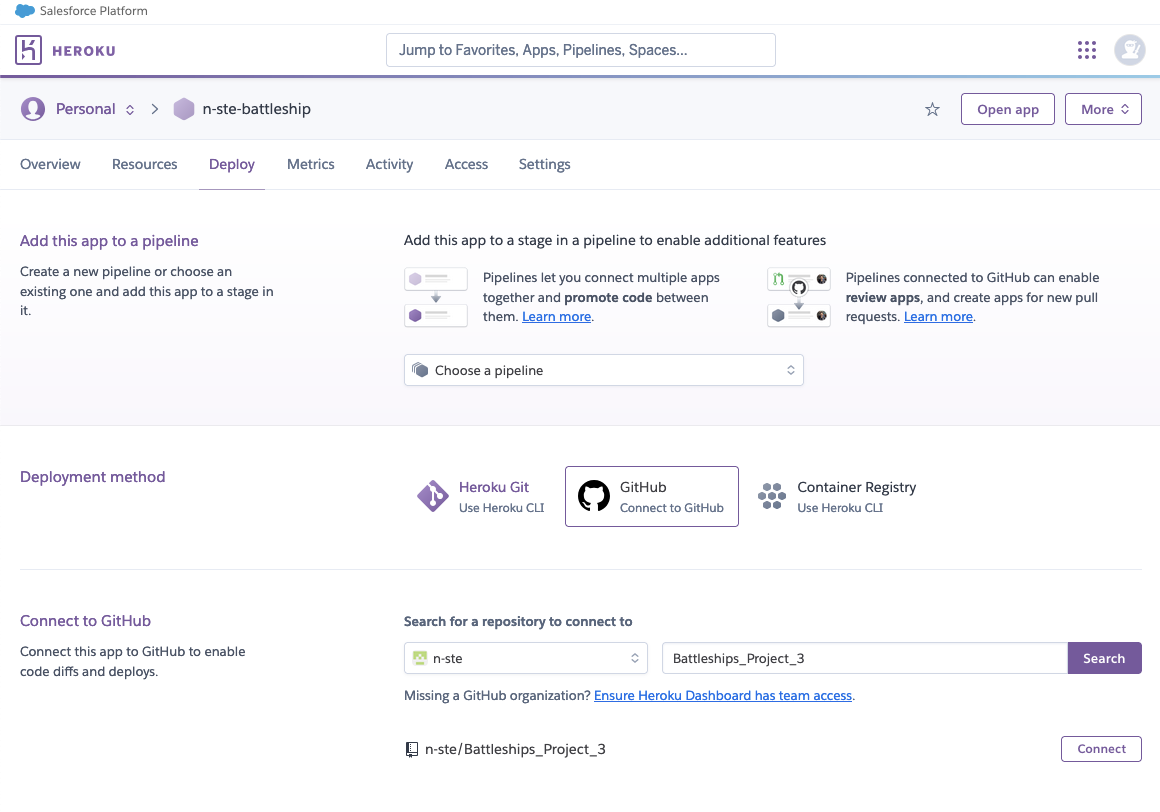 Salesforce Platform
HEROKU
Jump to Favorites, Apps, Pipelines, Spaces...
Personal
n-ste-battleship
Open app
More
Overview
Resources
Deploy
Metrics
Activity
Access
Settings
Add this app to a pipeline
Create a new pipeline or choose an
existing one and add this app to a stage in
it.
Add this app to a stage in a pipeline to enable additional features
Pipelines let you connect multiple apps
together and promote code between
them. Learn more.
Pipelines connected to GitHub can enable
review apps, and create apps for new pull
requests. Learn more.
Choose a pipeline
Deployment method
Heroku Git
Use Heroku CLI
GitHub
Connect to GitHub
Container Registry
Use Heroku CLI
Connect to GitHub
Connect this app to GitHub to enable
code diffs and deploys.
Search for a repository to connect to
n-ste
Battleships_Project_3
Search
Missing a GitHub organization? Ensure Heroku Dashboard has team access.
n-ste/Battleships_Project_3
Connect